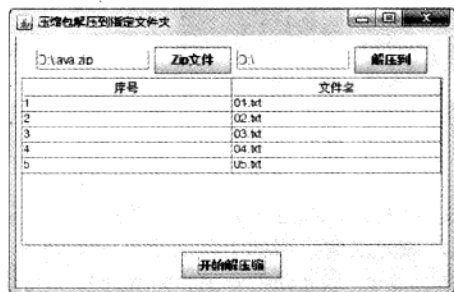 压缩包解压到指定文件夹
D:\java.zip Zip文件 D:\ 解压到
序号 文件名
1 01.txt
2 02.txt
3 03.txt
4 04.txt
5 05.txt
开始解压缩